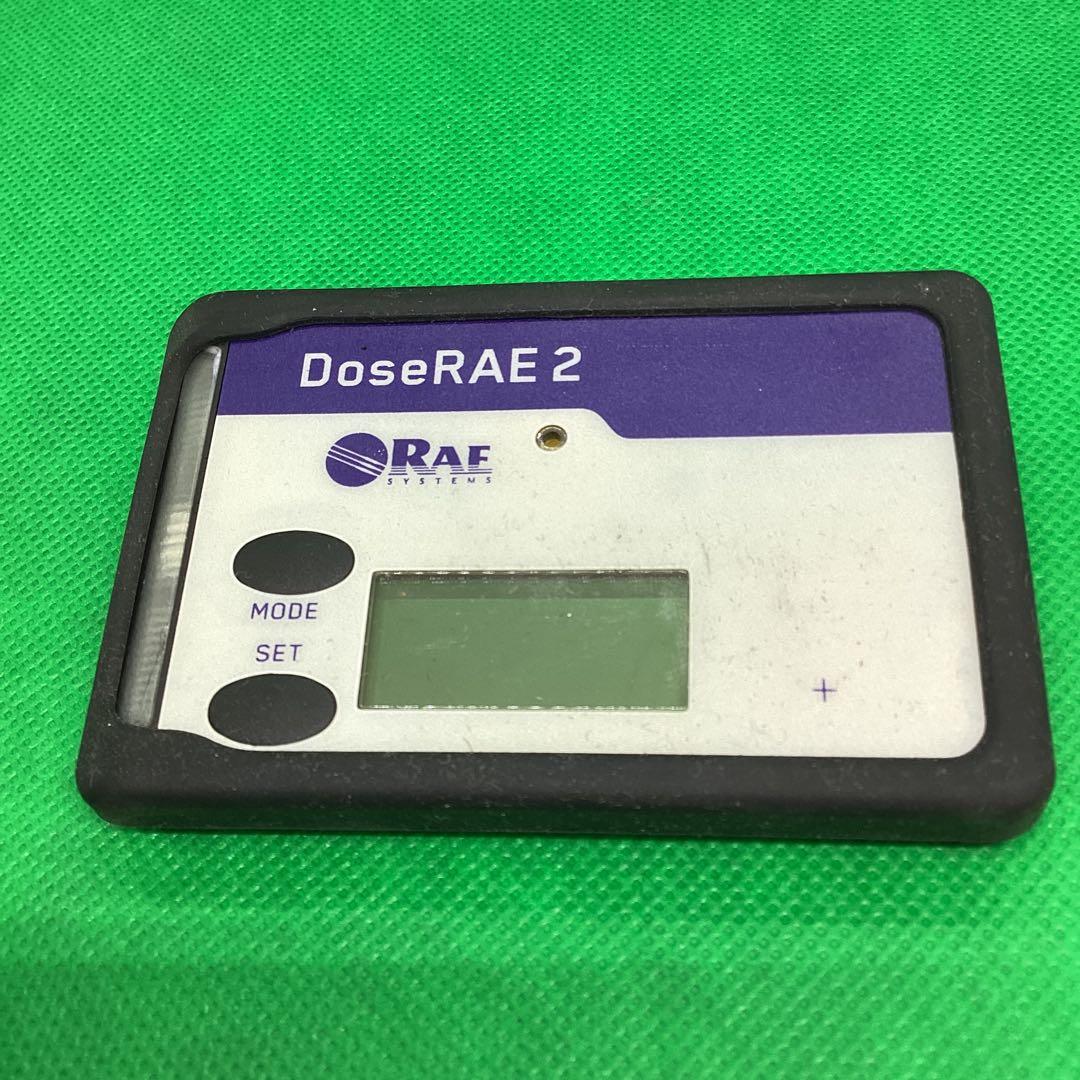 DoseRAE 2
RAE
SYSTEMS
MODE
SET
+